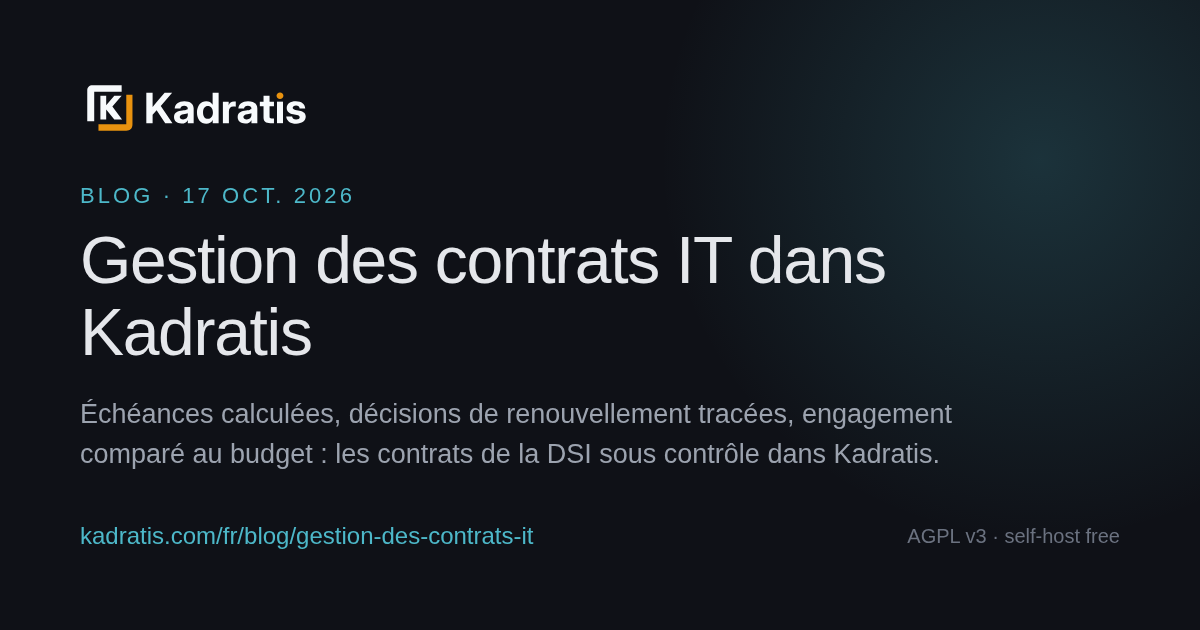 K Kadratis
BLOG · 17 OCT. 2026
Gestion des contrats IT dans
Kadratis
Échéances calculées, décisions de renouvellement tracées, engagement
comparé au budget : les contrats de la DSI sous contrôle dans Kadratis.
kadratis.com/fr/blog/gestion-des-contrats-it
AGPL v3 · self-host free